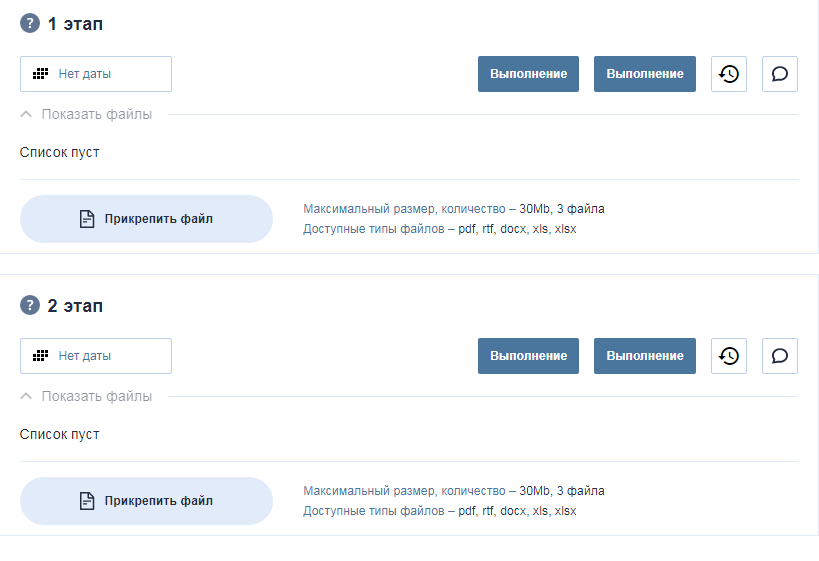 ? 1 этап
Нет даты Выполнение Выполнение
Показать файлы
Список пуст
Прикрепить файл
Максимальный размер, количество – 30Mb, 3 файла
Доступные типы файлов – pdf, rtf, docx, xls, xlsx
? 2 этап
Нет даты Выполнение Выполнение
Показать файлы
Список пуст
Прикрепить файл
Максимальный размер, количество – 30Mb, 3 файла
Доступные типы файлов – pdf, rtf, docx, xls, xlsx